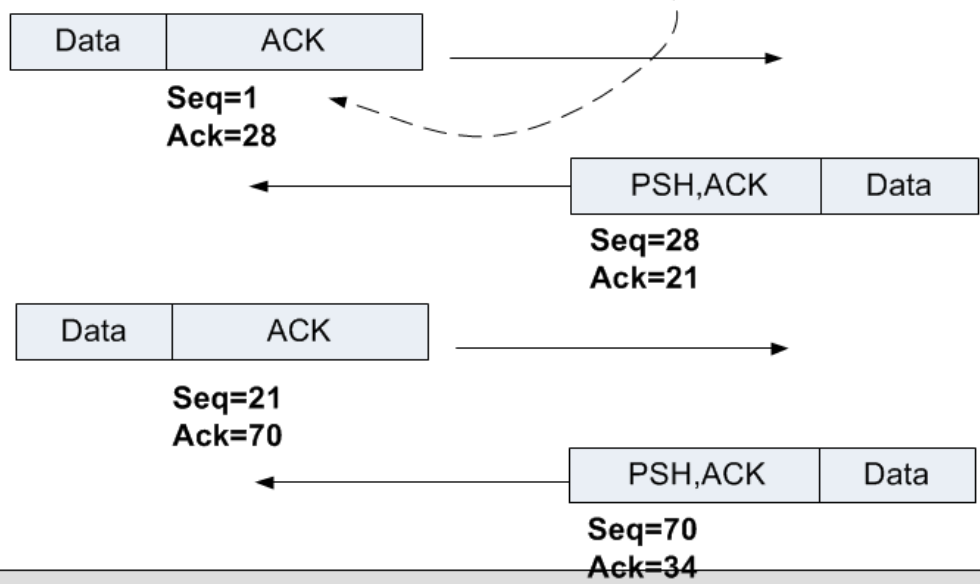 Data ACK
Seq=1
Ack=28
PSH,ACK Data
Seq=28
Ack=21
Data ACK
Seq=21
Ack=70
PSH,ACK Data
Seq=70
Ack=34